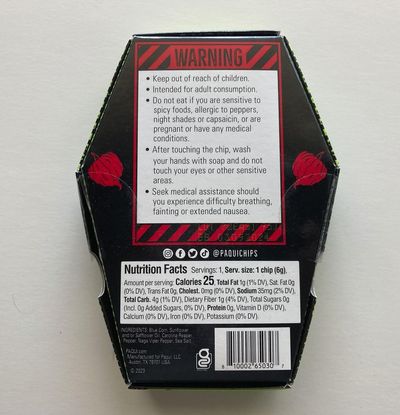 WARNING
• Keep out of reach of children.
• Intended for adult consumption.
• Do not eat if you are sensitive to
spicy foods, allergic to peppers,
night shades or capsaicin, or are
pregnant or have any medical
conditions.
• After touching the chip, wash
your hands with soap and do not
touch your eyes or other sensitive
areas.
• Seek medical assistance should
you experience difficulty breathing,
fainting or extended nausea.
@PAQUICHIPS
Nutrition Facts Servings: 1, Serv. size: 1 chip (6g),
Amount per serving: Calories 25, Total Fat 1g (1% DV), Sat. Fat 0g
(0% DV), Trans Fat 0g, Cholest. 0mg (0% DV), Sodium 35mg (2% DV),
Total Carb. 4g (1% DV), Dietary Fiber 1g (4% DV), Total Sugars 0g
(Incl. 0g Added Sugars, 0% DV), Protein 0g, Vitamin D (0% DV),
Calcium (0% DV), Iron (0% DV), Potassium (0% DV).
INGREDIENTS: Blue Corn, Sunflower
and or Safflower Oil, Carolina Reaper
Pepper, Naga Viper Pepper, Sea Salt.
PAQUI.com
Manufactured for Paqui, LLC
Austin, TX 78701 USA
© 2023
8 10002 65030 7